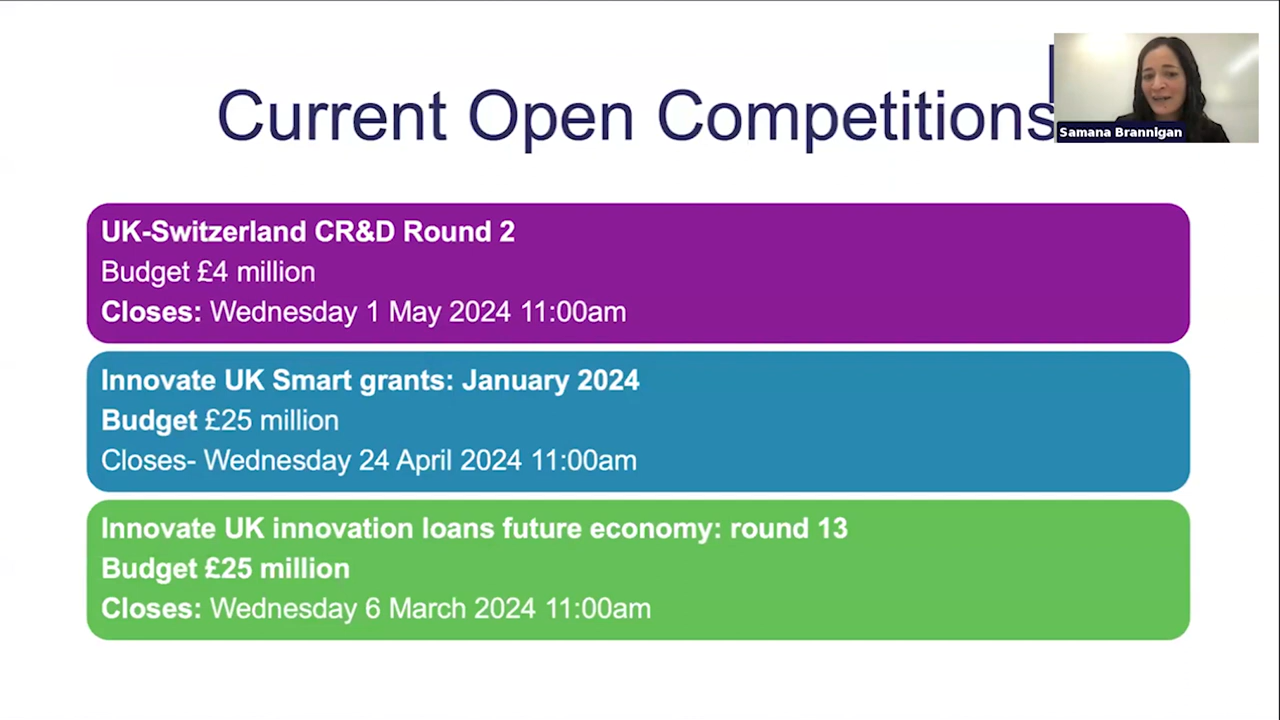 Current Open Competitions
Samana Brannigan
UK-Switzerland CR&D Round 2
Budget £4 million
Closes: Wednesday 1 May 2024 11:00am
Innovate UK Smart grants: January 2024
Budget £25 million
Closes- Wednesday 24 April 2024 11:00am
Innovate UK innovation loans future economy: round 13
Budget £25 million
Closes: Wednesday 6 March 2024 11:00am